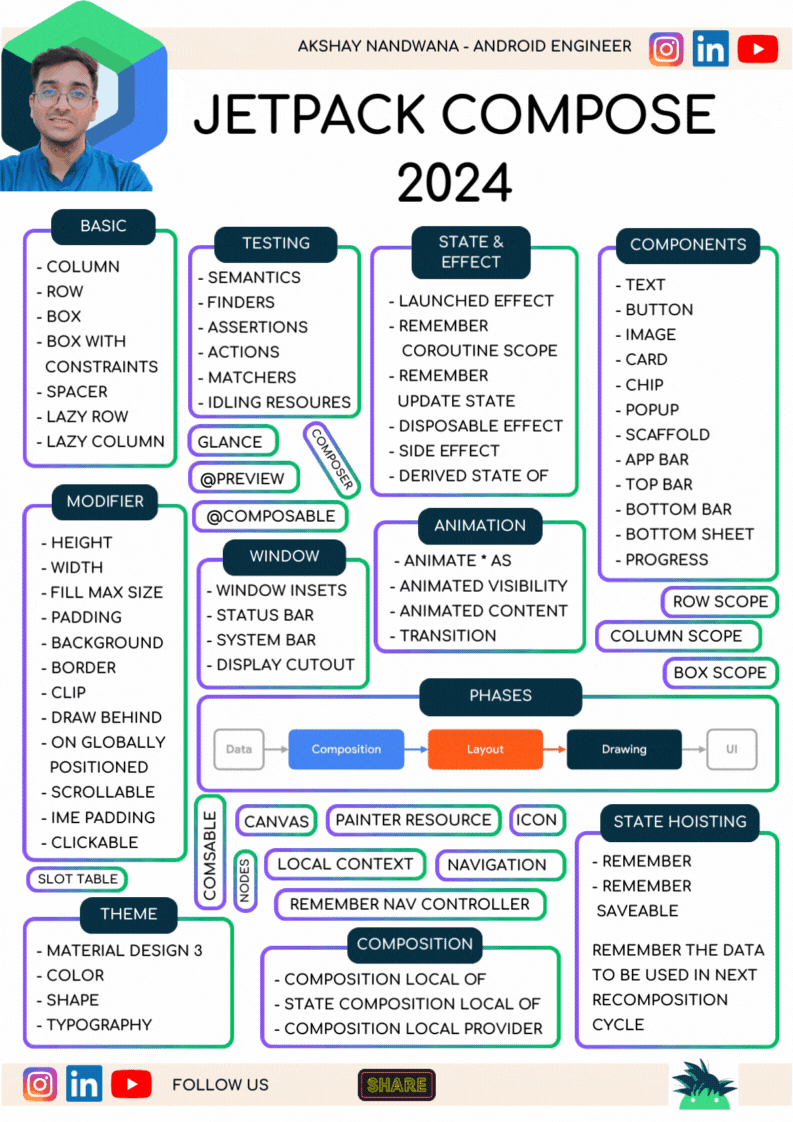 AKSHAY NANDWANA - ANDROID ENGINEER
JETPACK COMPOSE
2024
BASIC
- COLUMN
- ROW
- BOX
- BOX WITH
CONSTRAINTS
- SPACER
- LAZY ROW
- LAZY COLUMN
TESTING
- SEMANTICS
- FINDERS
- ASSERTIONS
- ACTIONS
- MATCHERS
- IDLING RESOURES
STATE &
EFFECT
- LAUNCHED EFFECT
- REMEMBER
COROUTINE SCOPE
- REMEMBER
UPDATE STATE
- DISPOSABLE EFFECT
- SIDE EFFECT
- DERIVED STATE OF
COMPONENTS
- TEXT
- BUTTON
- IMAGE
- CARD
- CHIP
- POPUP
- SCAFFOLD
- APP BAR
- TOP BAR
- BOTTOM BAR
- BOTTOM SHEET
- PROGRESS
GLANCE
COMPOSER
@PREVIEW
@COMPOSABLE
MODIFIER
- HEIGHT
- WIDTH
- FILL MAX SIZE
- PADDING
- BACKGROUND
- BORDER
- CLIP
- DRAW BEHIND
- ON GLOBALLY
POSITIONED
- SCROLLABLE
- IME PADDING
- CLICKABLE
WINDOW
- WINDOW INSETS
- STATUS BAR
- SYSTEM BAR
- DISPLAY CUTOUT
ANIMATION
- ANIMATE * AS
- ANIMATED VISIBILITY
- ANIMATED CONTENT
- TRANSITION
ROW SCOPE
COLUMN SCOPE
BOX SCOPE
PHASES
Data
Composition
Layout
Drawing
UI
COMSABLE
CANVAS
PAINTER RESOURCE
ICON
NODES
LOCAL CONTEXT
NAVIGATION
REMEMBER NAV CONTROLLER
STATE HOISTING
- REMEMBER
- REMEMBER
SAVEABLE
REMEMBER THE DATA
TO BE USED IN NEXT
RECOMPOSITION
CYCLE
SLOT TABLE
THEME
- MATERIAL DESIGN 3
- COLOR
- SHAPE
- TYPOGRAPHY
COMPOSITION
- COMPOSITION LOCAL OF
- STATE COMPOSITION LOCAL OF
- COMPOSITION LOCAL PROVIDER
FOLLOW US
SHARE